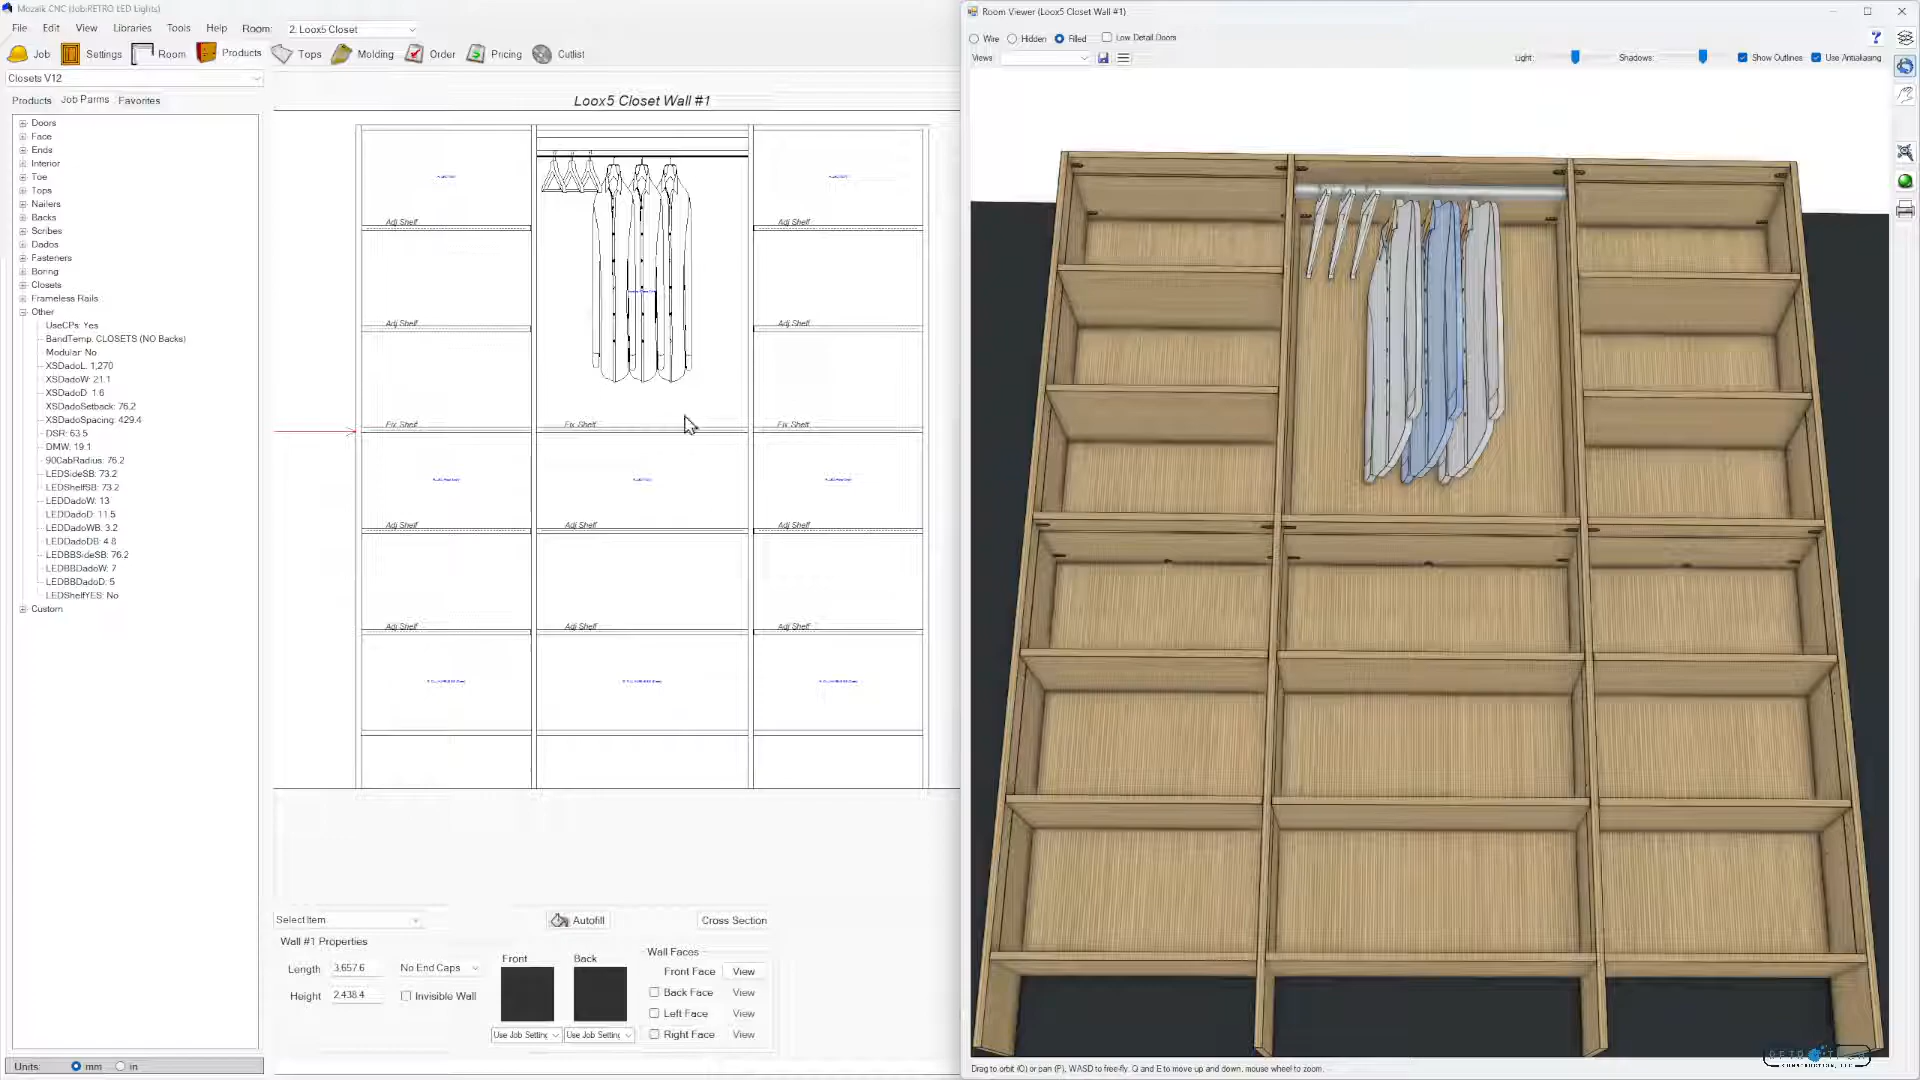 Mozaik CNC (Job:RETRO LED Lights)
File Edit View Libraries Tools Help Room: 2. Loox5 Closet
Job Settings Room Products Tops Molding Order Pricing Cutlist
Closets V12
Products Job Parms Favorites
Doors
Face
Ends
Interior
Toe
Tops
Nailers
Backs
Scribes
Dados
Fasteners
Boring
Closets
Frameless Rails
Other
UseCPs: Yes
BandTemp: CLOSETS (NO Backs)
Modular: No
XSDadoL: 1,270
XSDadoW: 21.1
XSDadoD: 1.6
XSDadoSetback: 76.2
XSDadoSpacing: 429.4
DSR: 63.5
DMW: 19.1
90CabRadius: 76.2
LEDSideSB: 73.2
LEDShelfSB: 73.2
LEDDadoW: 13
LEDDadoD: 11.5
LEDDadoWB: 3.2
LEDDadoDB: 4.8
LEDBBSideSB: 76.2
LEDBBDadoW: 7
LEDBBDadoD: 5
LEDShelfYES: No
Custom
Units: mm in
Loox5 Closet Wall #1
Adj Shelf Adj Shelf
Adj Shelf Adj Shelf
Fix Shelf Fix Shelf Fix Shelf
Adj Shelf Adj Shelf Adj Shelf
Adj Shelf Adj Shelf Adj Shelf
Select Item Autofill Cross Section
Wall #1 Properties
Length 3,657.6 No End Caps
Height 2,438.4 Invisible Wall
Front Back
Use Job Setting Use Job Setting
Wall Faces
Front Face View
Back Face View
Left Face View
Right Face View
Room Viewer (Loox5 Closet Wall #1)
Wire Hidden Filled Low Detail Doors
Views Light: Shadows: Show Outlines Use Antialiasing
Drag to orbit (O) or pan (P), WASD to free-fly, Q and E to move up and down, mouse wheel to zoom.
CONSTRUCTION, LLC